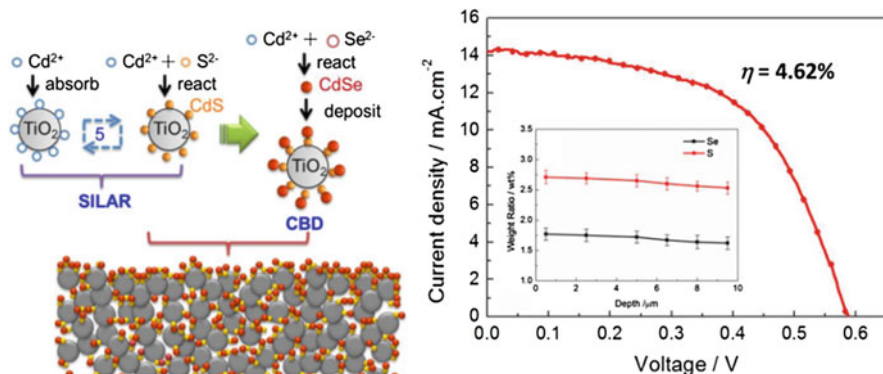 Cd²⁺
absorb
TiO₂
5
Cd²⁺ + S²⁻
react
CdS
TiO₂
SILAR
Cd²⁺ + Se²⁻
react
CdSe
deposit
TiO₂
CBD
Current density / mA.cm⁻²
16
14
12
10
8
6
4
2
0
0.0
0.1
0.2
0.3
0.4
0.5
0.6
Voltage / V
η = 4.62%
Weight Ratio / wt%
3.0
2.5
2.0
1.5
1.0
0
2
4
6
8
10
Depth /μm
Se
S